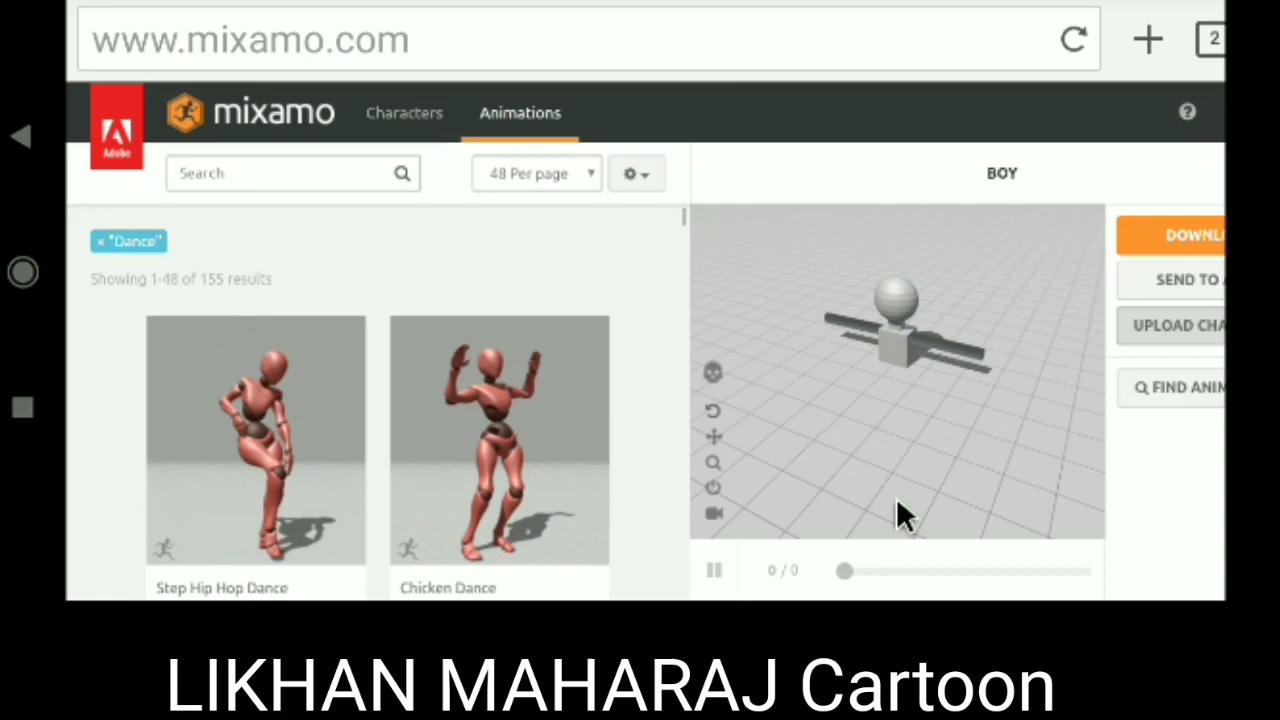 www.mixamo.com
2
Adobe
mixamo
Characters
Animations
?
Search
48 Per page
BOY
× "Dance"
Showing 1-48 of 155 results
DOWNL
SEND TO
UPLOAD CHA
FIND ANIM
Step Hip Hop Dance
Chicken Dance
0 / 0
LIKHAN MAHARAJ Cartoon